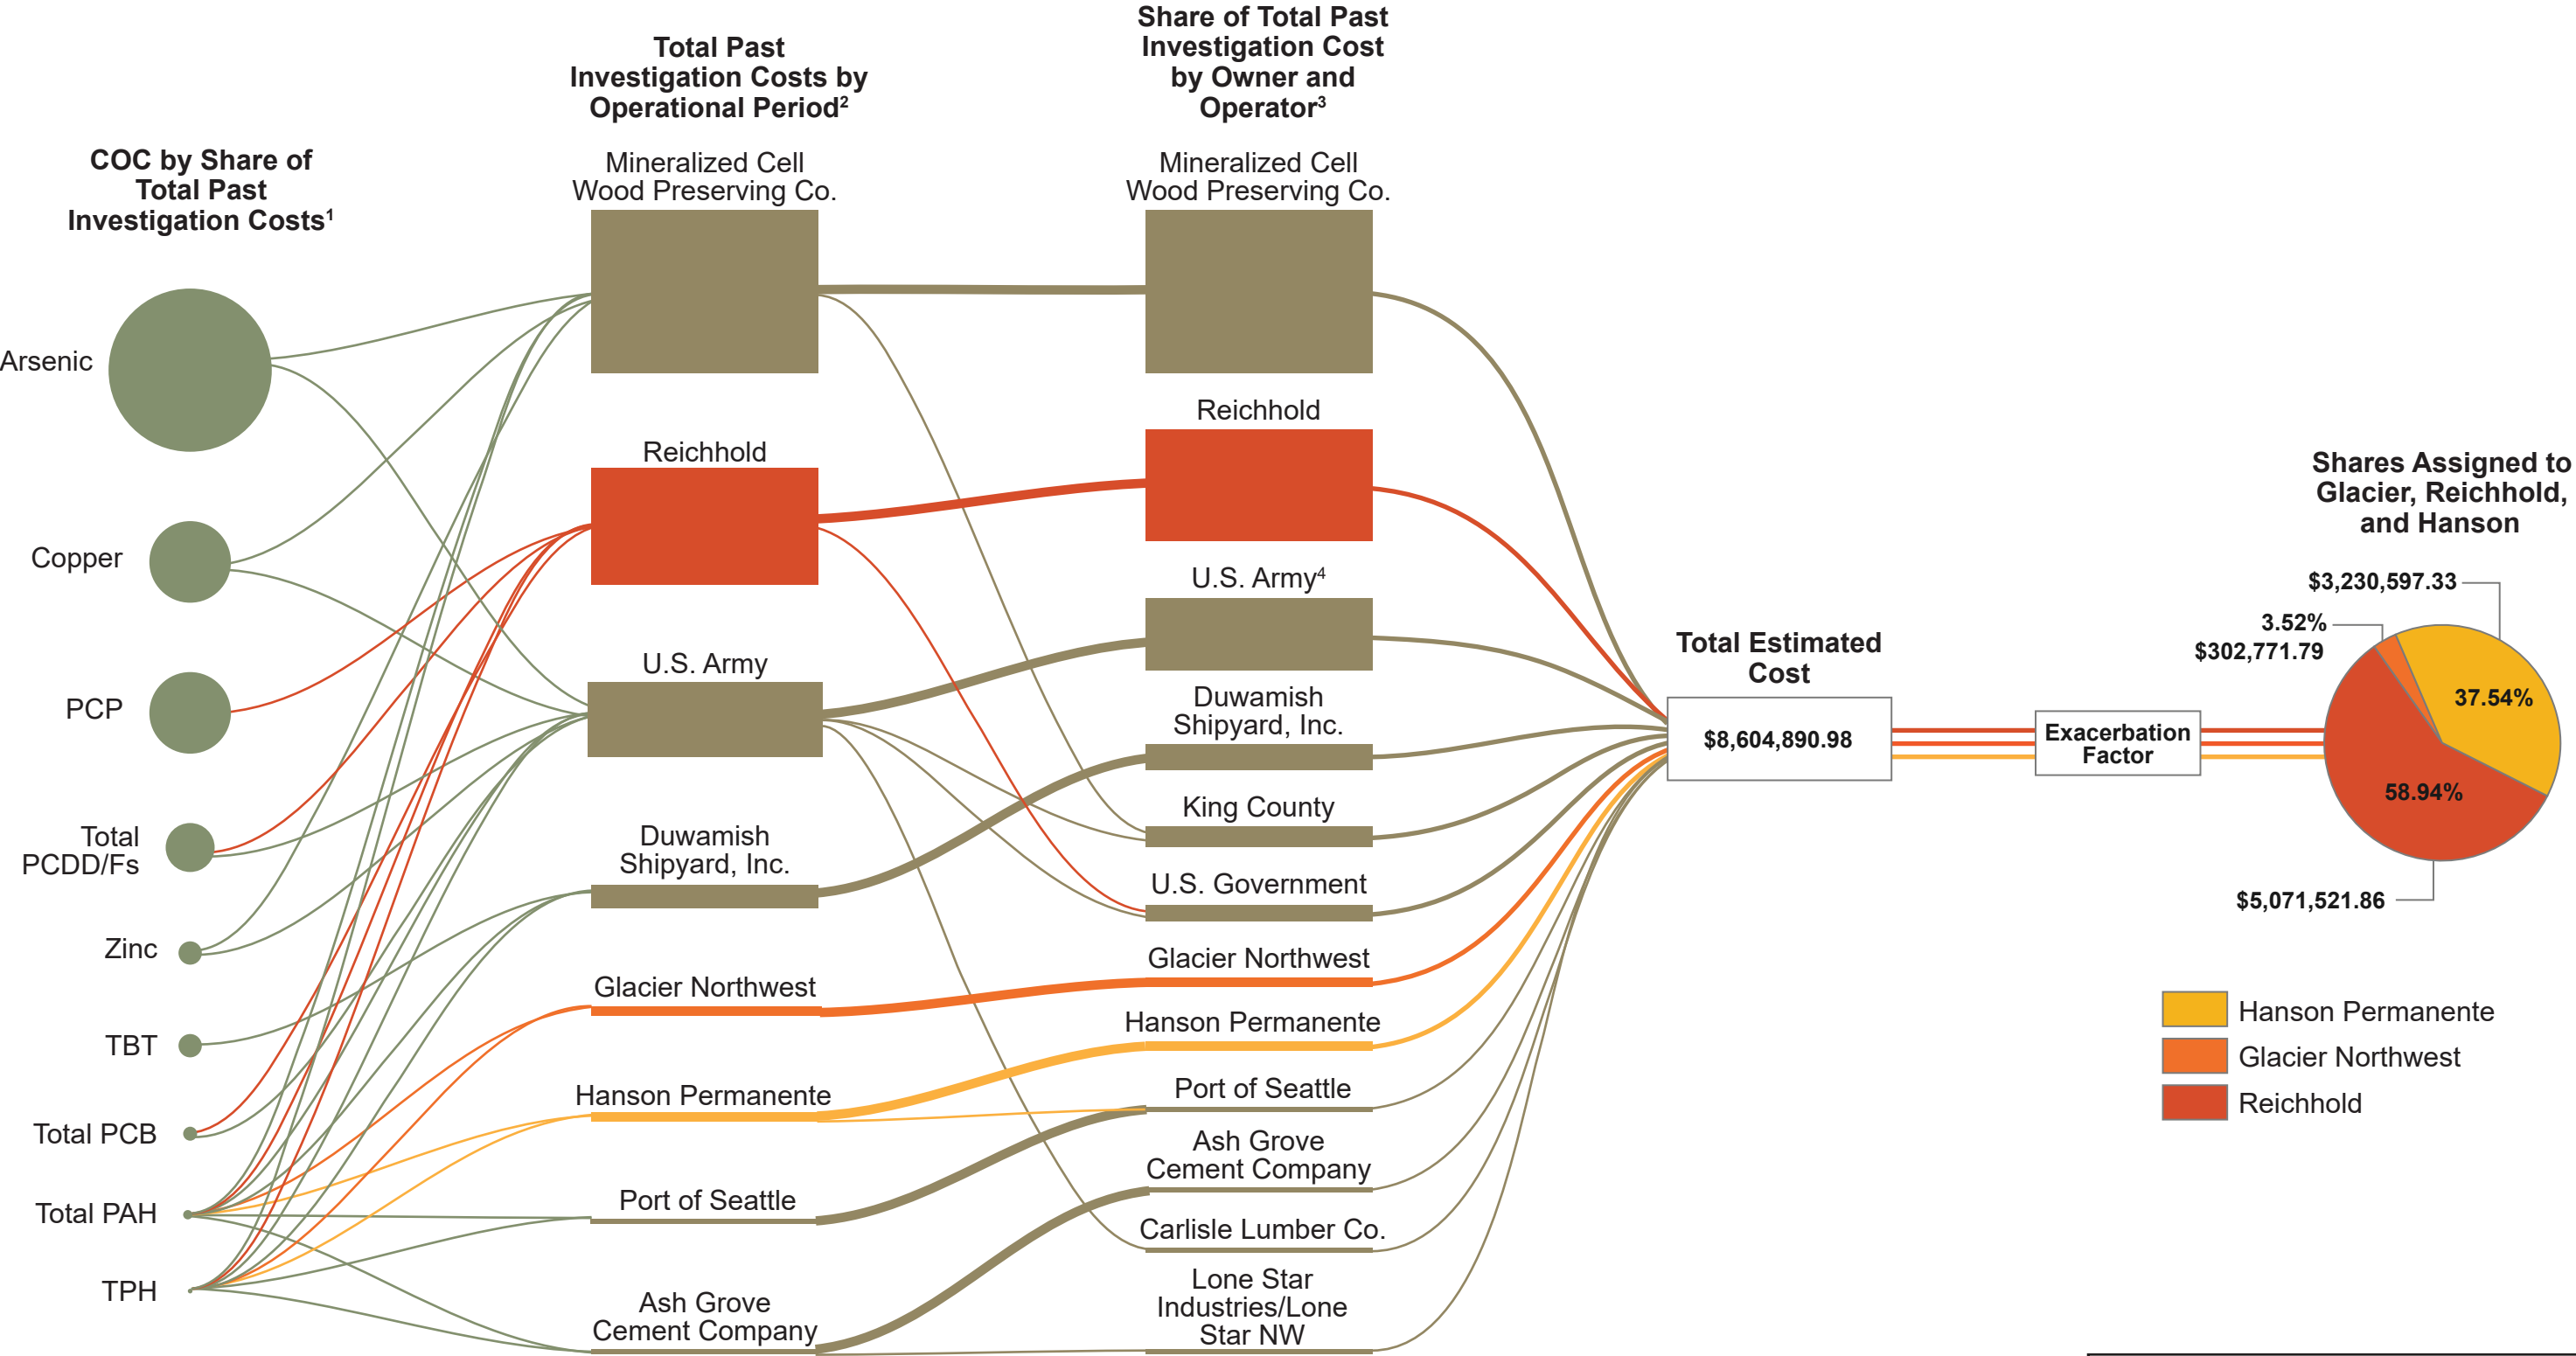 COC by Share of
Total Past
Investigation Costs¹
Arsenic
Copper
PCP
Total
PCDD/Fs
Zinc
TBT
Total PCB
Total PAH
TPH
Total Past
Investigation Costs by
Operational Period²
Mineralized Cell
Wood Preserving Co.
Reichhold
U.S. Army
Duwamish
Shipyard, Inc.
Glacier Northwest
Hanson Permanente
Port of Seattle
Ash Grove
Cement Company
Share of Total Past
Investigation Cost
by Owner and
Operator³
Mineralized Cell
Wood Preserving Co.
Reichhold
U.S. Army⁴
Duwamish
Shipyard, Inc.
King County
U.S. Government
Glacier Northwest
Hanson Permanente
Port of Seattle
Ash Grove
Cement Company
Carlisle Lumber Co.
Lone Star
Industries/Lone
Star NW
Total Estimated
Cost
$8,604,890.98
Exacerbation
Factor
Shares Assigned to
Glacier, Reichhold,
and Hanson
$3,230,597.33
3.52%
$302,771.79
37.54%
58.94%
$5,071,521.86
Hanson Permanente
Glacier Northwest
Reichhold